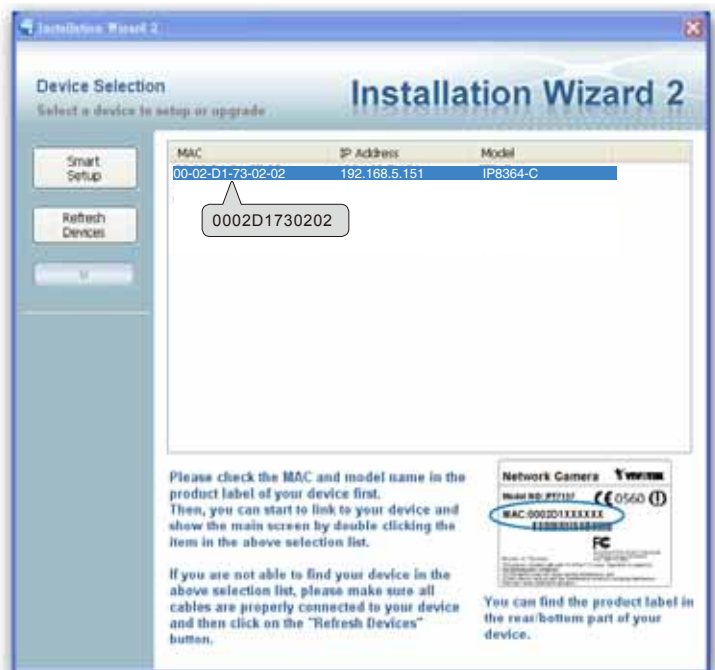 Installation Wizard 2
Device Selection
Select a device to setup or upgrade
Installation Wizard 2
Smart
Setup
Refresh
Devices
MAC IP Address Model
00-02-D1-73-02-02 192.168.5.151 IP8364-C
0002D1730202
Please check the MAC and model name in the
product label of your device first.
Then, you can start to link to your device and
show the main screen by double clicking the
item in the above selection list.
If you are not able to find your device in the
above selection list, please make sure all
cables are properly connected to your device
and then click on the "Refresh Devices"
button.
Network Camera VIVOTEK
Model NO: 0560
MAC:0002D1XXXXXX
FC
You can find the product label in
the rear/bottom part of your
device.